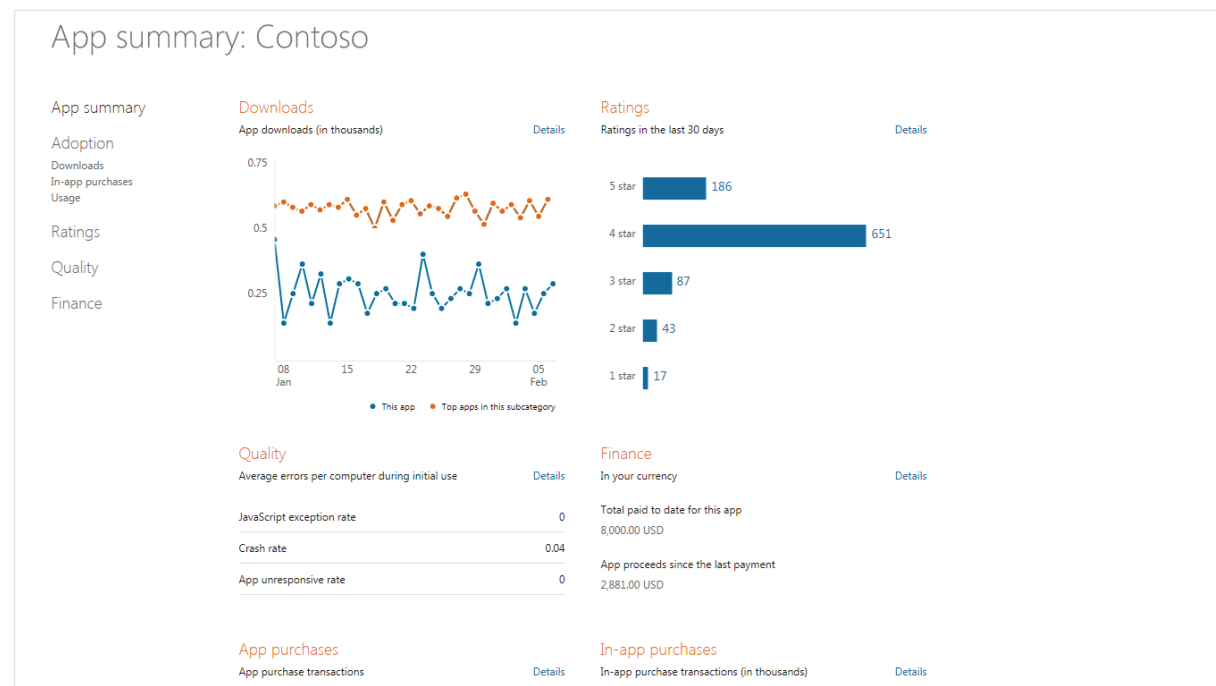 App summary: Contoso
App summary
Adoption
Downloads
In-app purchases
Usage
Ratings
Quality
Finance
Downloads
App downloads (in thousands)
Details
0.75
0.5
0.25
08
Jan
15
22
29
05
Feb
This app
Top apps in this subcategory
Ratings
Ratings in the last 30 days
Details
5 star 186
4 star 651
3 star 87
2 star 43
1 star 17
Quality
Average errors per computer during initial use
Details
JavaScript exception rate 0
Crash rate 0.04
App unresponsive rate 0
Finance
In your currency
Details
Total paid to date for this app
8,000.00 USD
App proceeds since the last payment
2,881.00 USD
App purchases
App purchase transactions
Details
In-app purchases
In-app purchase transactions (in thousands)
Details